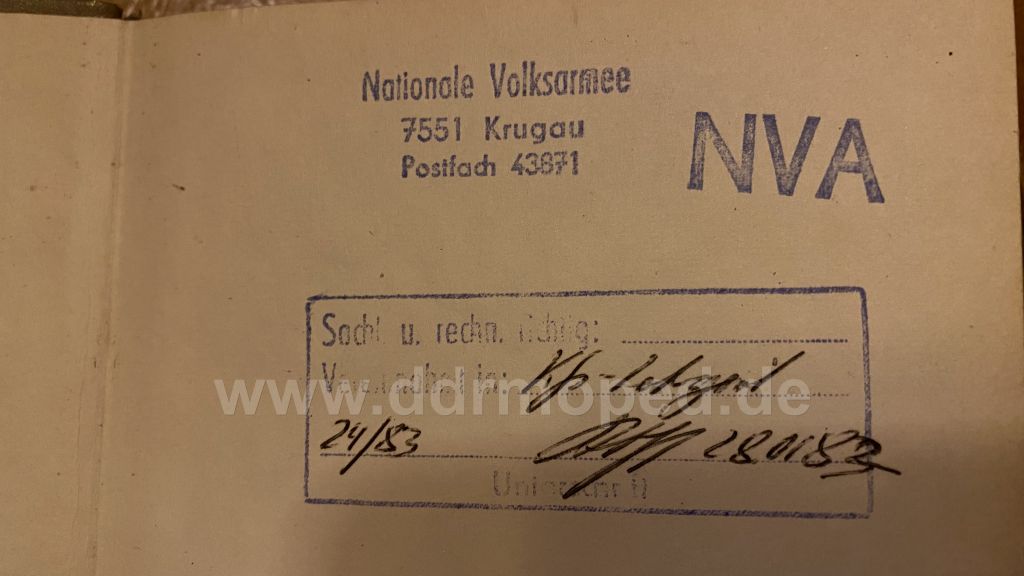 Nationale Volksarmee
7551 Krugau
Postfach 43871
NVA
Sachl. u. rechn. richtig:
www.ddrmoped.de
24/83 28.01.83